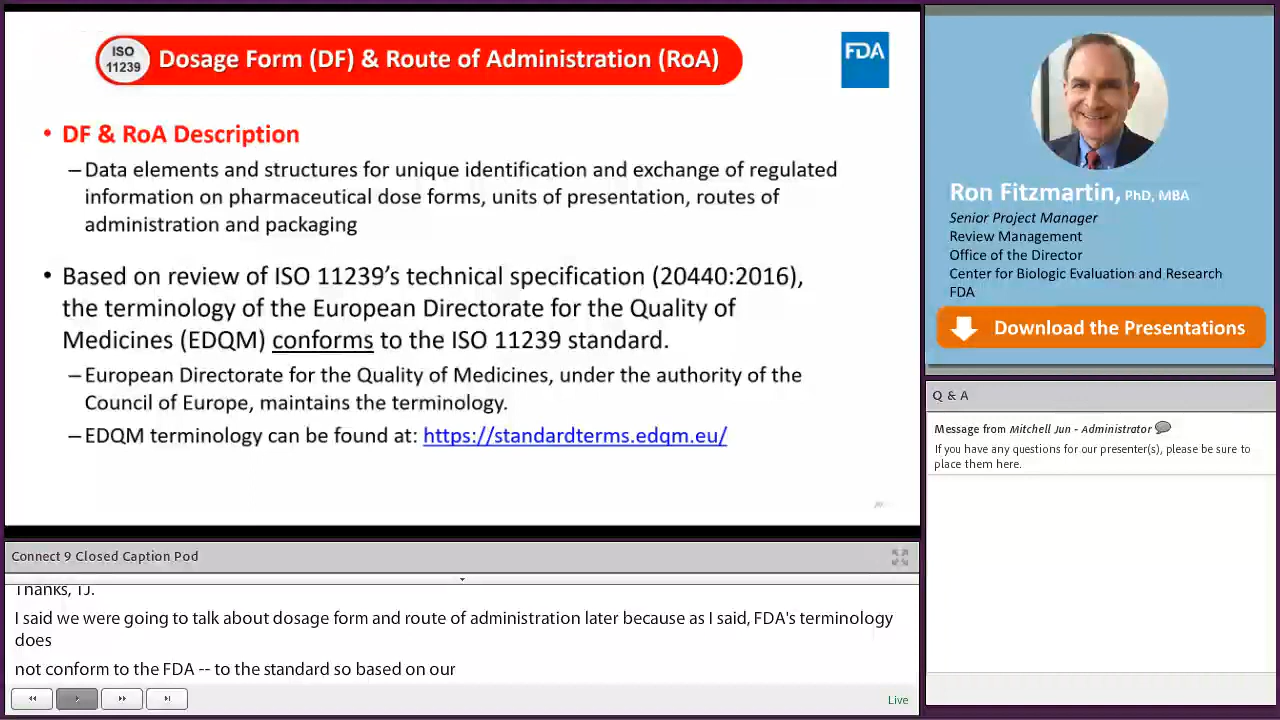 ISO
11239
Dosage Form (DF) & Route of Administration (RoA)
FDA
• DF & RoA Description
– Data elements and structures for unique identification and exchange of regulated
information on pharmaceutical dose forms, units of presentation, routes of
administration and packaging
• Based on review of ISO 11239's technical specification (20440:2016),
the terminology of the European Directorate for the Quality of
Medicines (EDQM) conforms to the ISO 11239 standard.
– European Directorate for the Quality of Medicines, under the authority of the
Council of Europe, maintains the terminology.
– EDQM terminology can be found at: https://standardterms.edqm.eu/
Ron Fitzmartin, PhD, MBA
Senior Project Manager
Review Management
Office of the Director
Center for Biologic Evaluation and Research
FDA
Download the Presentations
Q & A
Message from Mitchell Jun - Administrator
If you have any questions for our presenter(s), please be sure to
place them here.
Connect 9 Closed Caption Pod
Thanks, TJ.
I said we were going to talk about dosage form and route of administration later because as I said, FDA's terminology
does
not conform to the FDA -- to the standard so based on our
Live